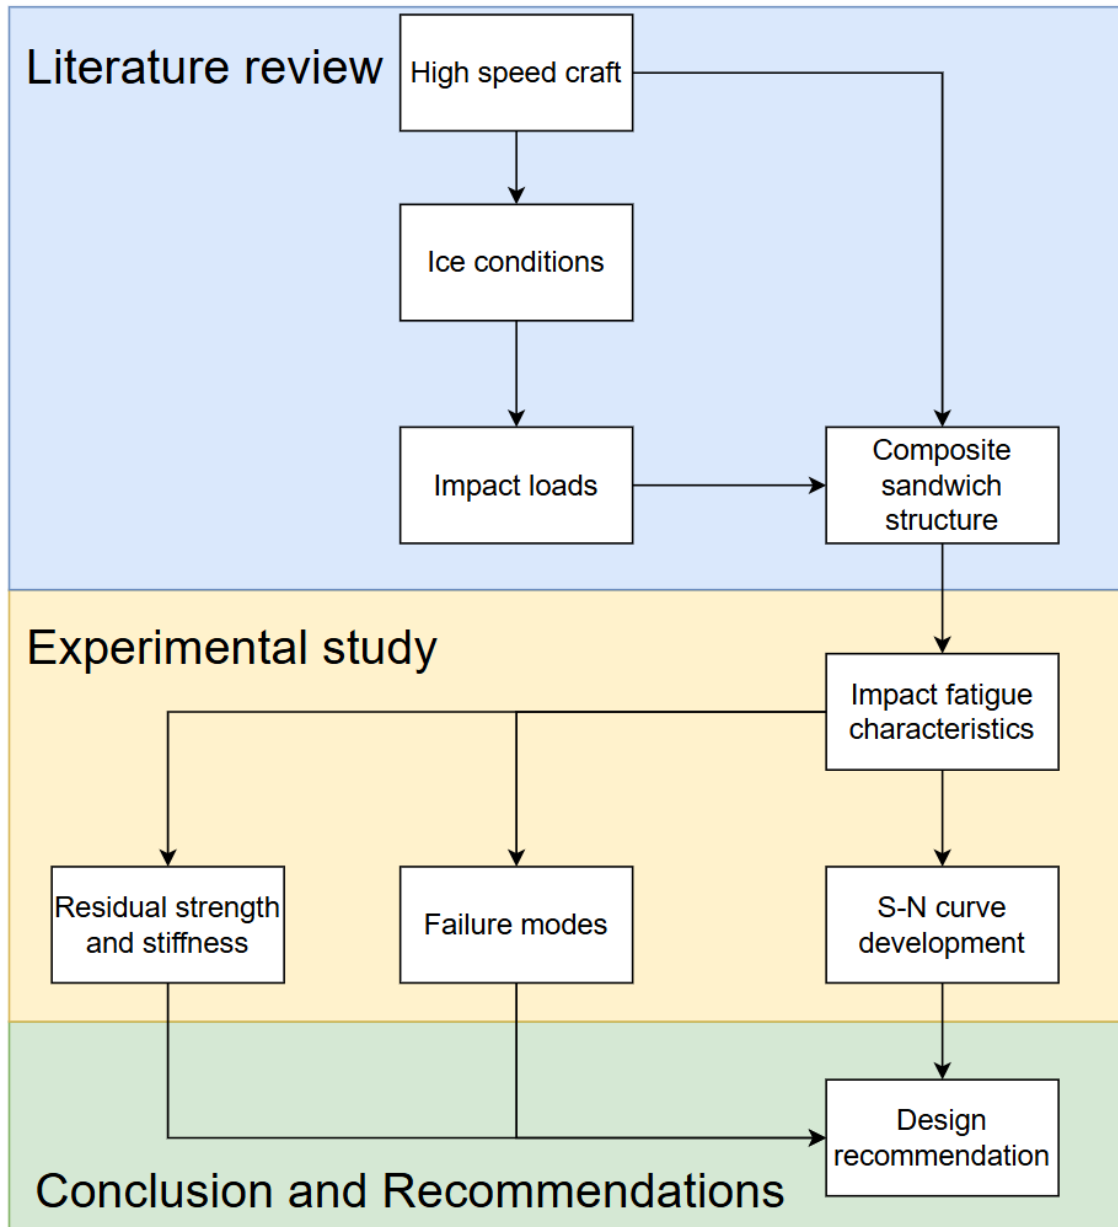 Literature review
High speed craft
Ice conditions
Impact loads
Composite
sandwich
structure
Experimental study
Impact fatigue
characteristics
Residual strength
and stiffness
Failure modes
S-N curve
development
Design
recommendation
Conclusion and Recommendations